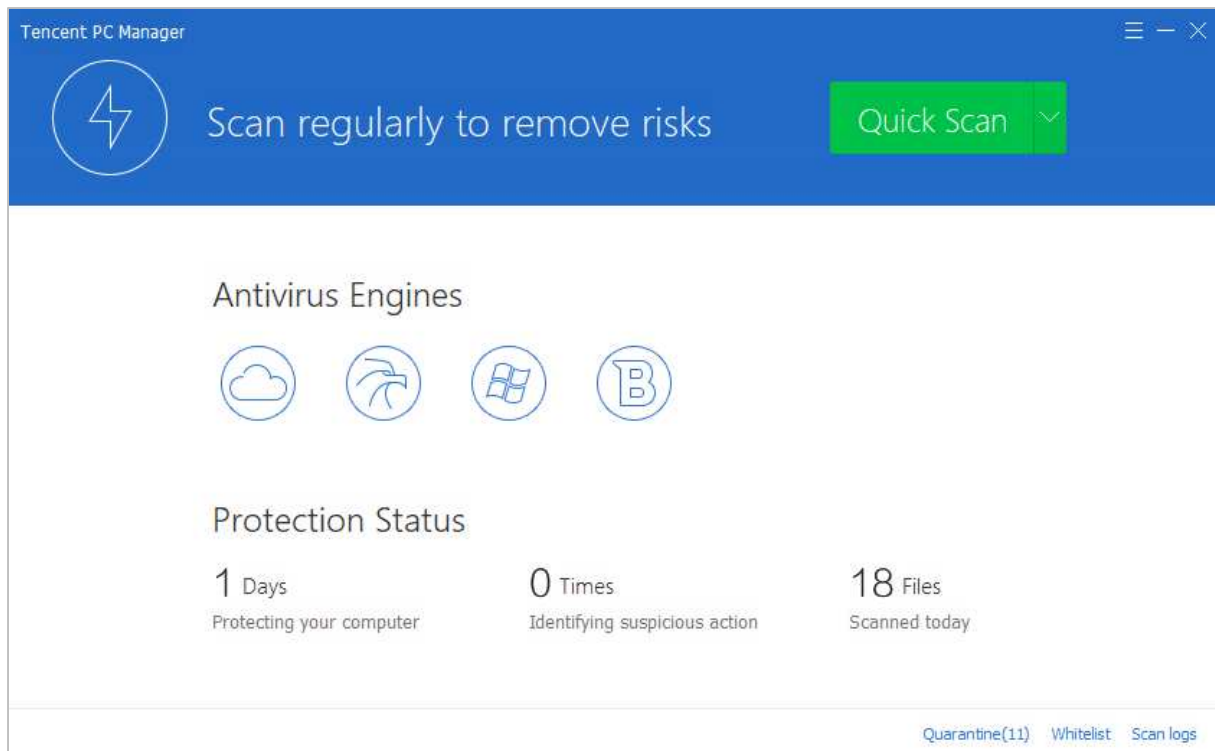 Tencent PC Manager
Scan regularly to remove risks
Quick Scan
Antivirus Engines
B
Protection Status
1 Days
0 Times
18 Files
Protecting your computer
Identifying suspicious action
Scanned today
Quarantine(11) Whitelist Scan logs